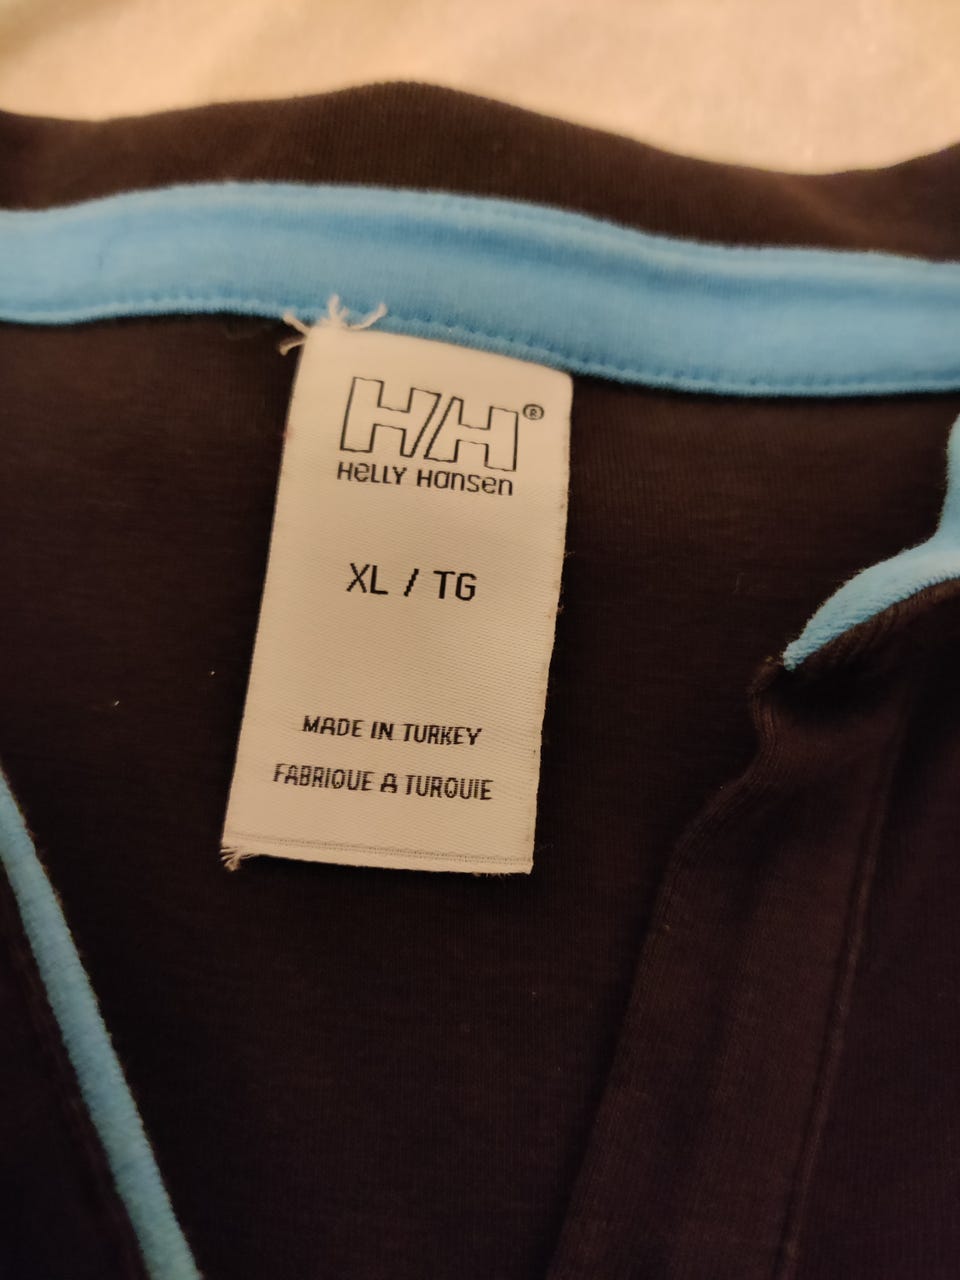 HH®
HELLY HANSEN
XL / TG
MADE IN TURKEY
FABRIQUE A TURQUIE